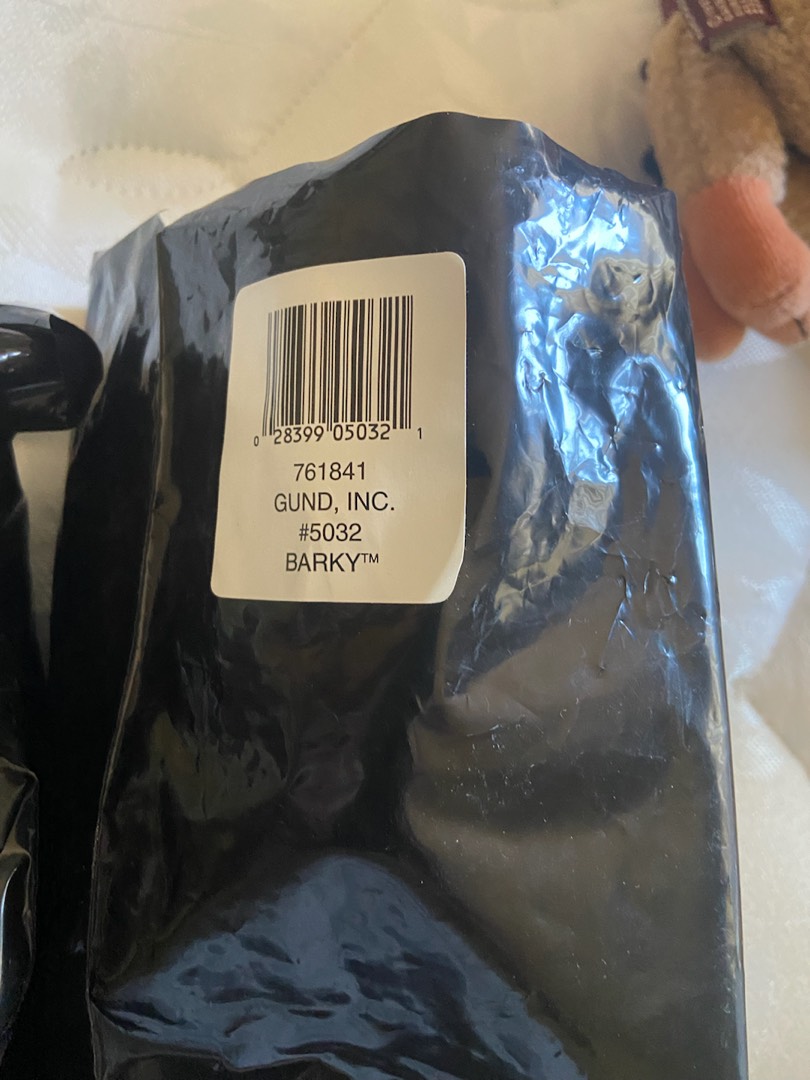 0 28399 05032 1
761841
GUND, INC.
#5032
BARKY™